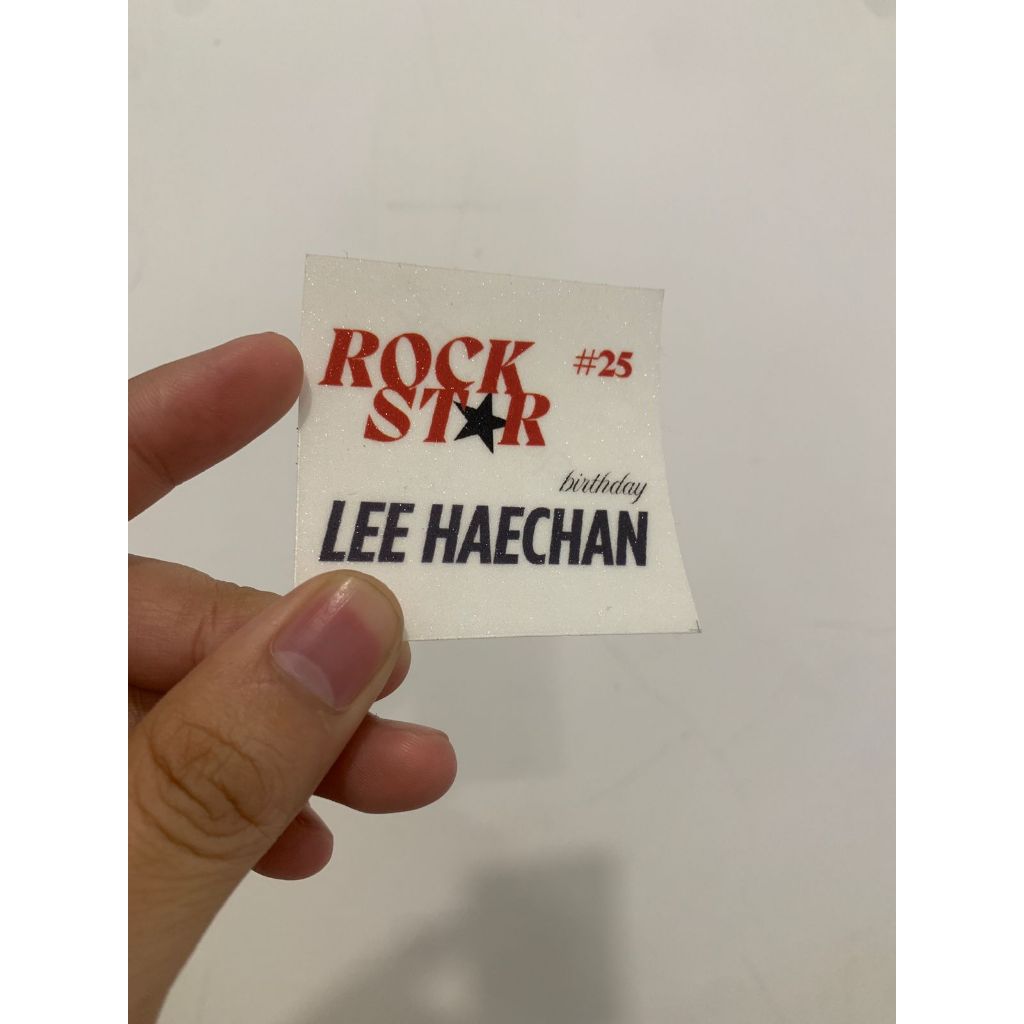 ROCK
ST★R
#25
birthday
LEE HAECHAN